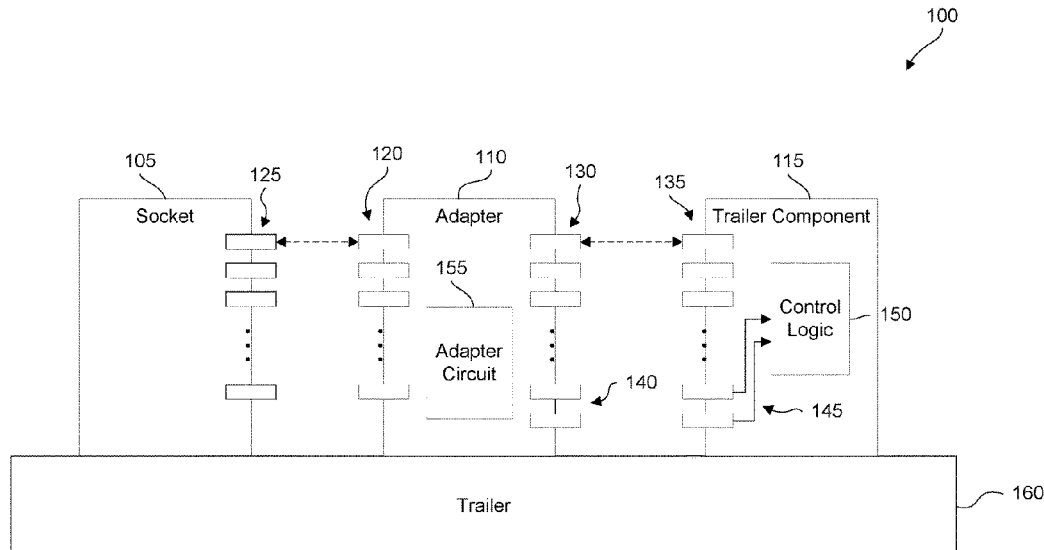 100
105
125
120
110
130
135
115
Socket
Adapter
Trailer Component
155
Adapter
Circuit
Control
Logic
150
140
145
Trailer
160